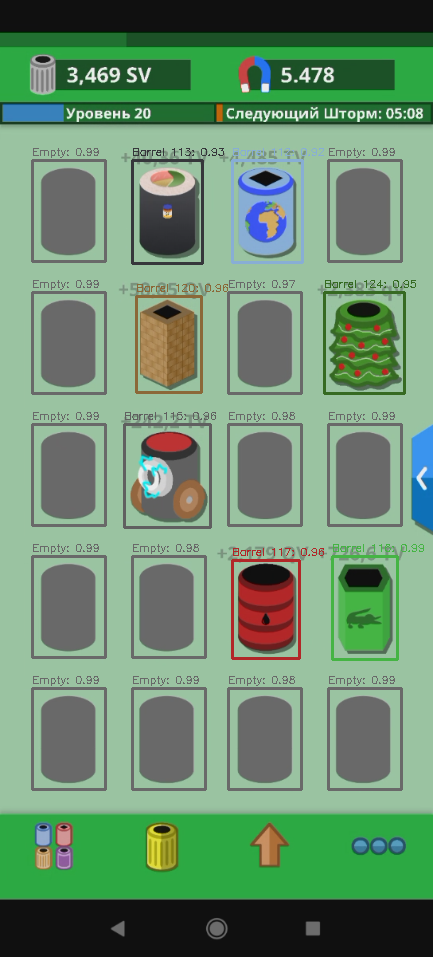 3,469 SV
5.478
Уровень 20
Следующий Шторм: 05:08
Empty: 0.99
Barrel 113: 0.93
Empty: 0.99
Empty: 0.99
Barrel 120: 0.96
Empty: 0.97
Barrel 124: 0.95
Empty: 0.99
Barrel 115: 0.96
Empty: 0.98
Empty: 0.99
Empty: 0.99
Empty: 0.98
Barrel 117: 0.96
0.99
Empty: 0.99
Empty: 0.99
Empty: 0.98
Empty: 0.99